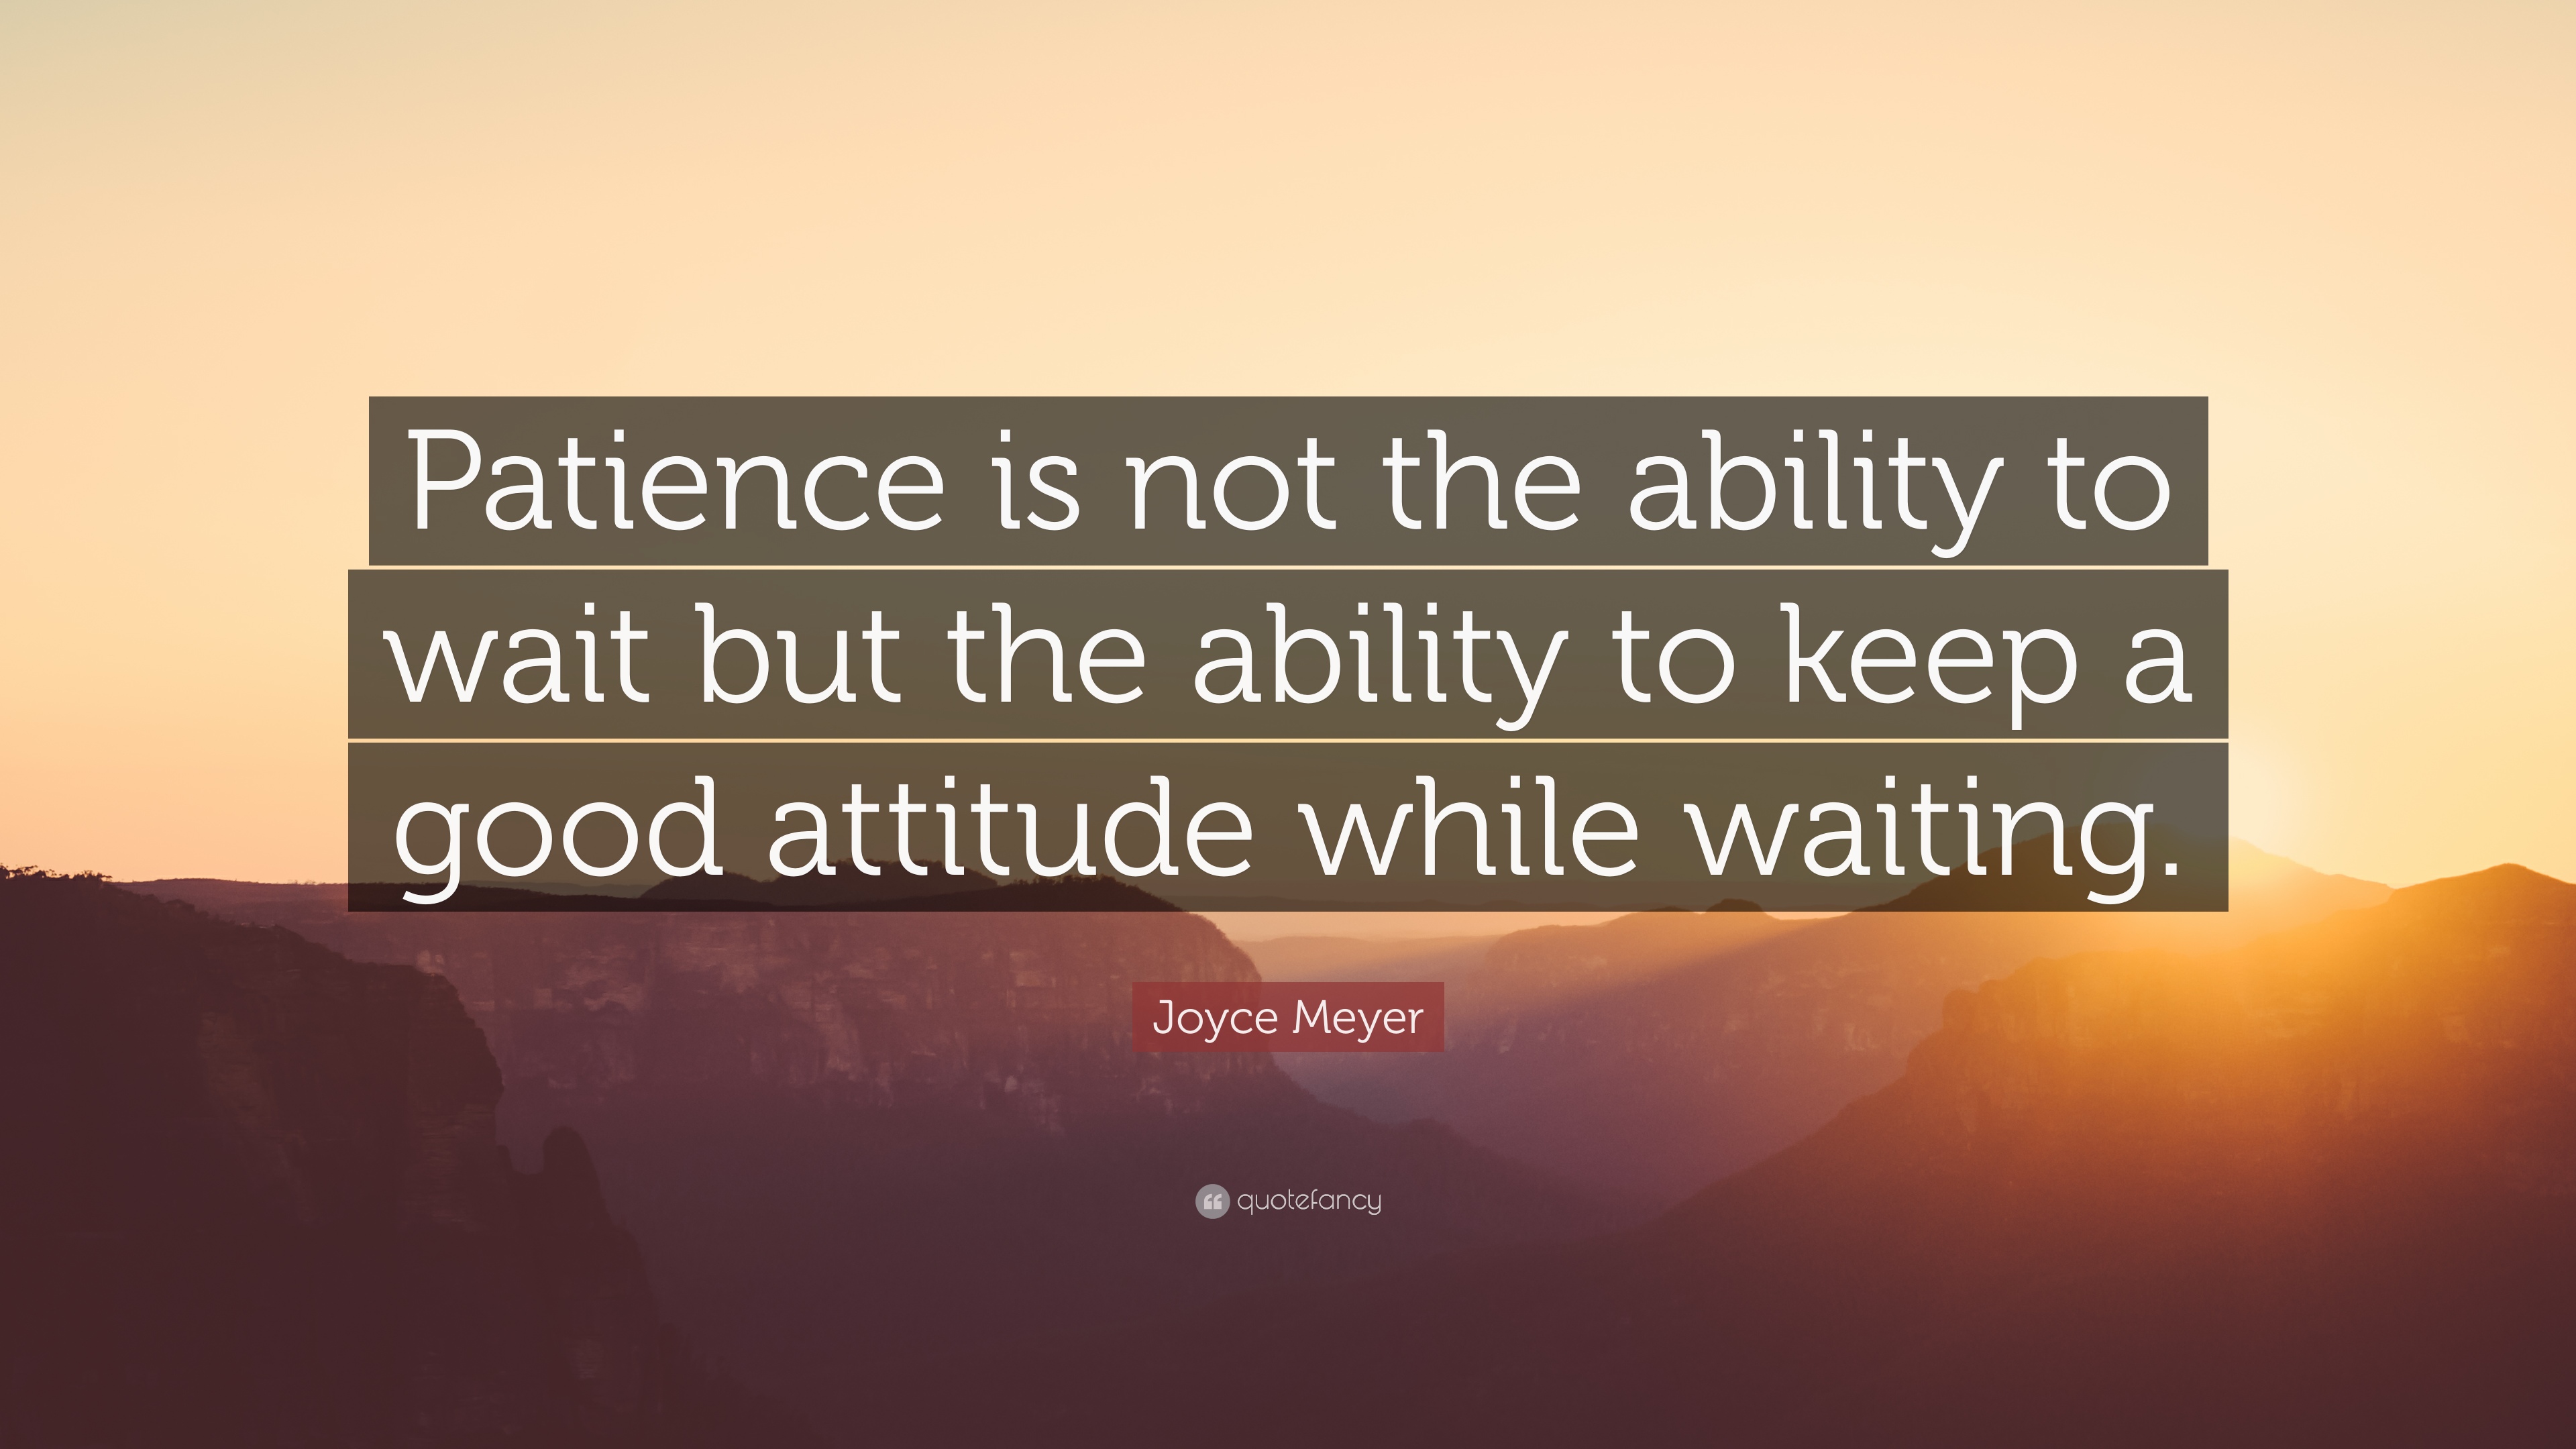 Patience is not the ability to
wait but the ability to keep a
good attitude while waiting.
Joyce Meyer
quotefancy